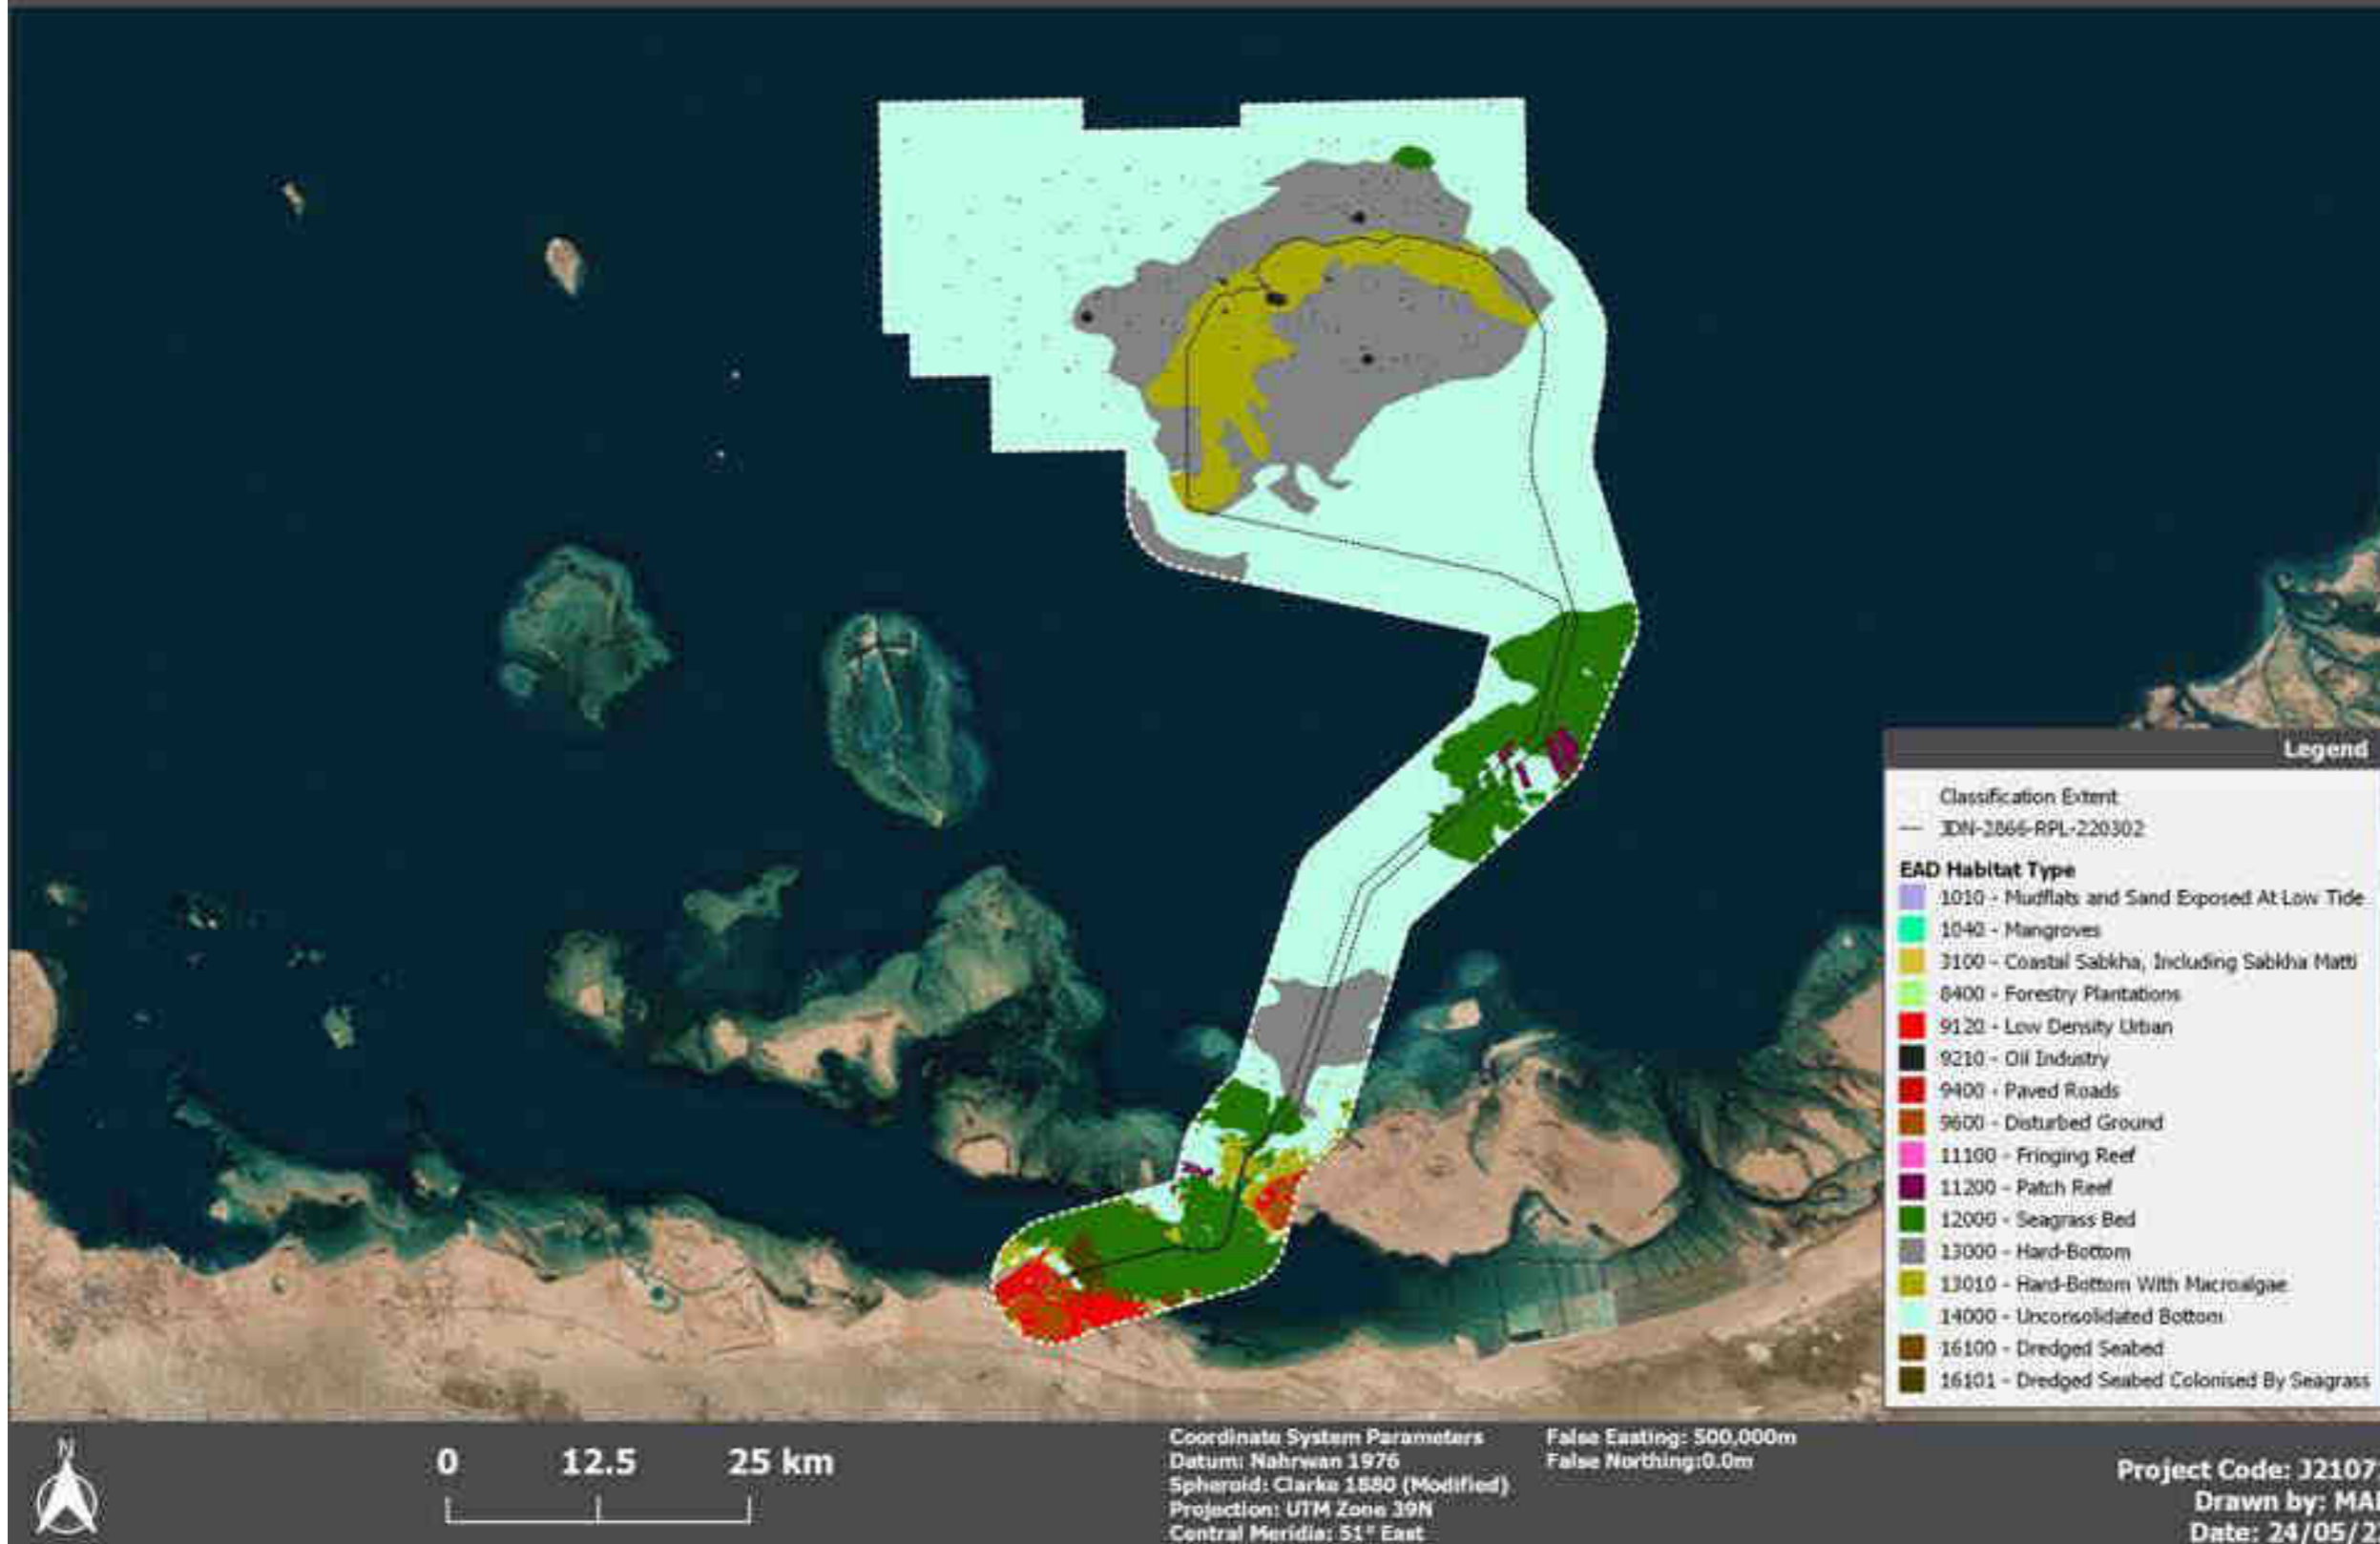 Legend
Classification Extent
JDN-2866-RPL-220302
EAD Habitat Type
1010 - Mudflats and Sand Exposed At Low Tide
1040 - Mangroves
3100 - Coastal Sabkha, Including Sabkha Matti
8400 - Forestry Plantations
9120 - Low Density Urban
9210 - Oil Industry
9400 - Paved Roads
9600 - Disturbed Ground
11100 - Fringing Reef
11200 - Patch Reef
12000 - Seagrass Bed
13000 - Hard-Bottom
13010 - Hard-Bottom With Macroalgae
14000 - Unconsolidated Bottom
16100 - Dredged Seabed
16101 - Dredged Seabed Colonised By Seagrass
N
0 12.5 25 km
Coordinate System Parameters
Datum: Nahrwan 1976
Spheroid: Clarke 1880 (Modified)
Projection: UTM Zone 39N
Central Meridia: 51° East
False Easting: 500,000m
False Northing:0.0m
Project Code:
Drawn by:
Date: